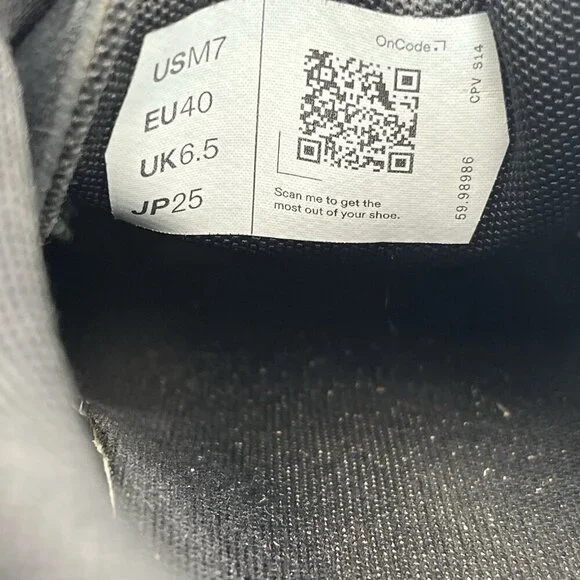 USM7
EU40
UK6.5
JP25
OnCode
Scan me to get the
most out of your shoe.
CPV S14
59.98986